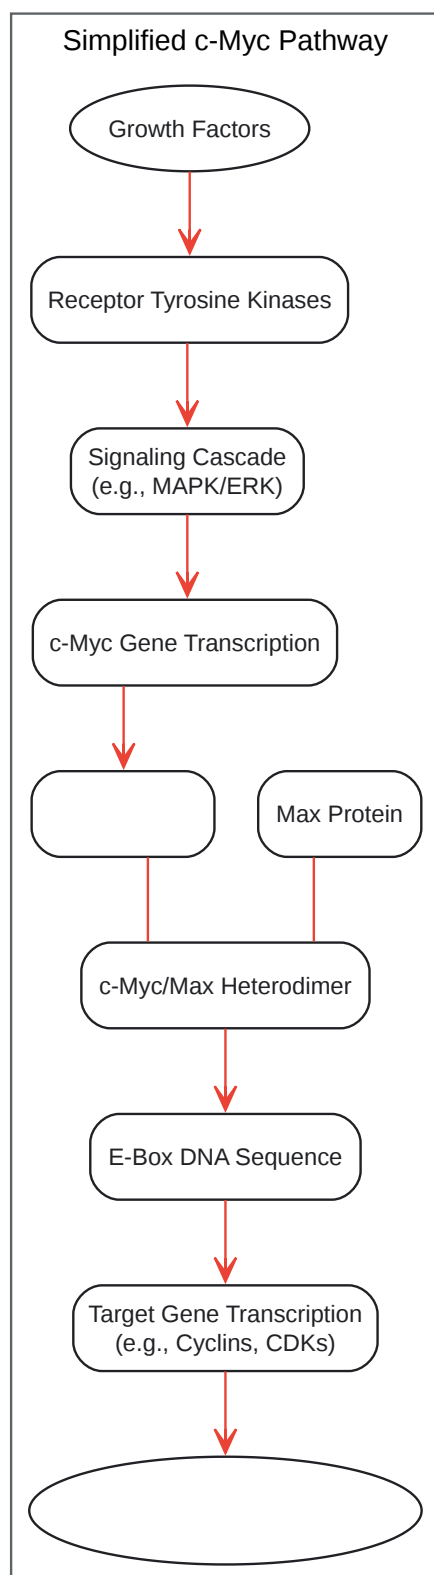 Simplified c-Myc Pathway
Growth Factors
Receptor Tyrosine Kinases
Signaling Cascade
(e.g., MAPK/ERK)
c-Myc Gene Transcription
Max Protein
c-Myc/Max Heterodimer
E-Box DNA Sequence
Target Gene Transcription
(e.g., Cyclins, CDKs)